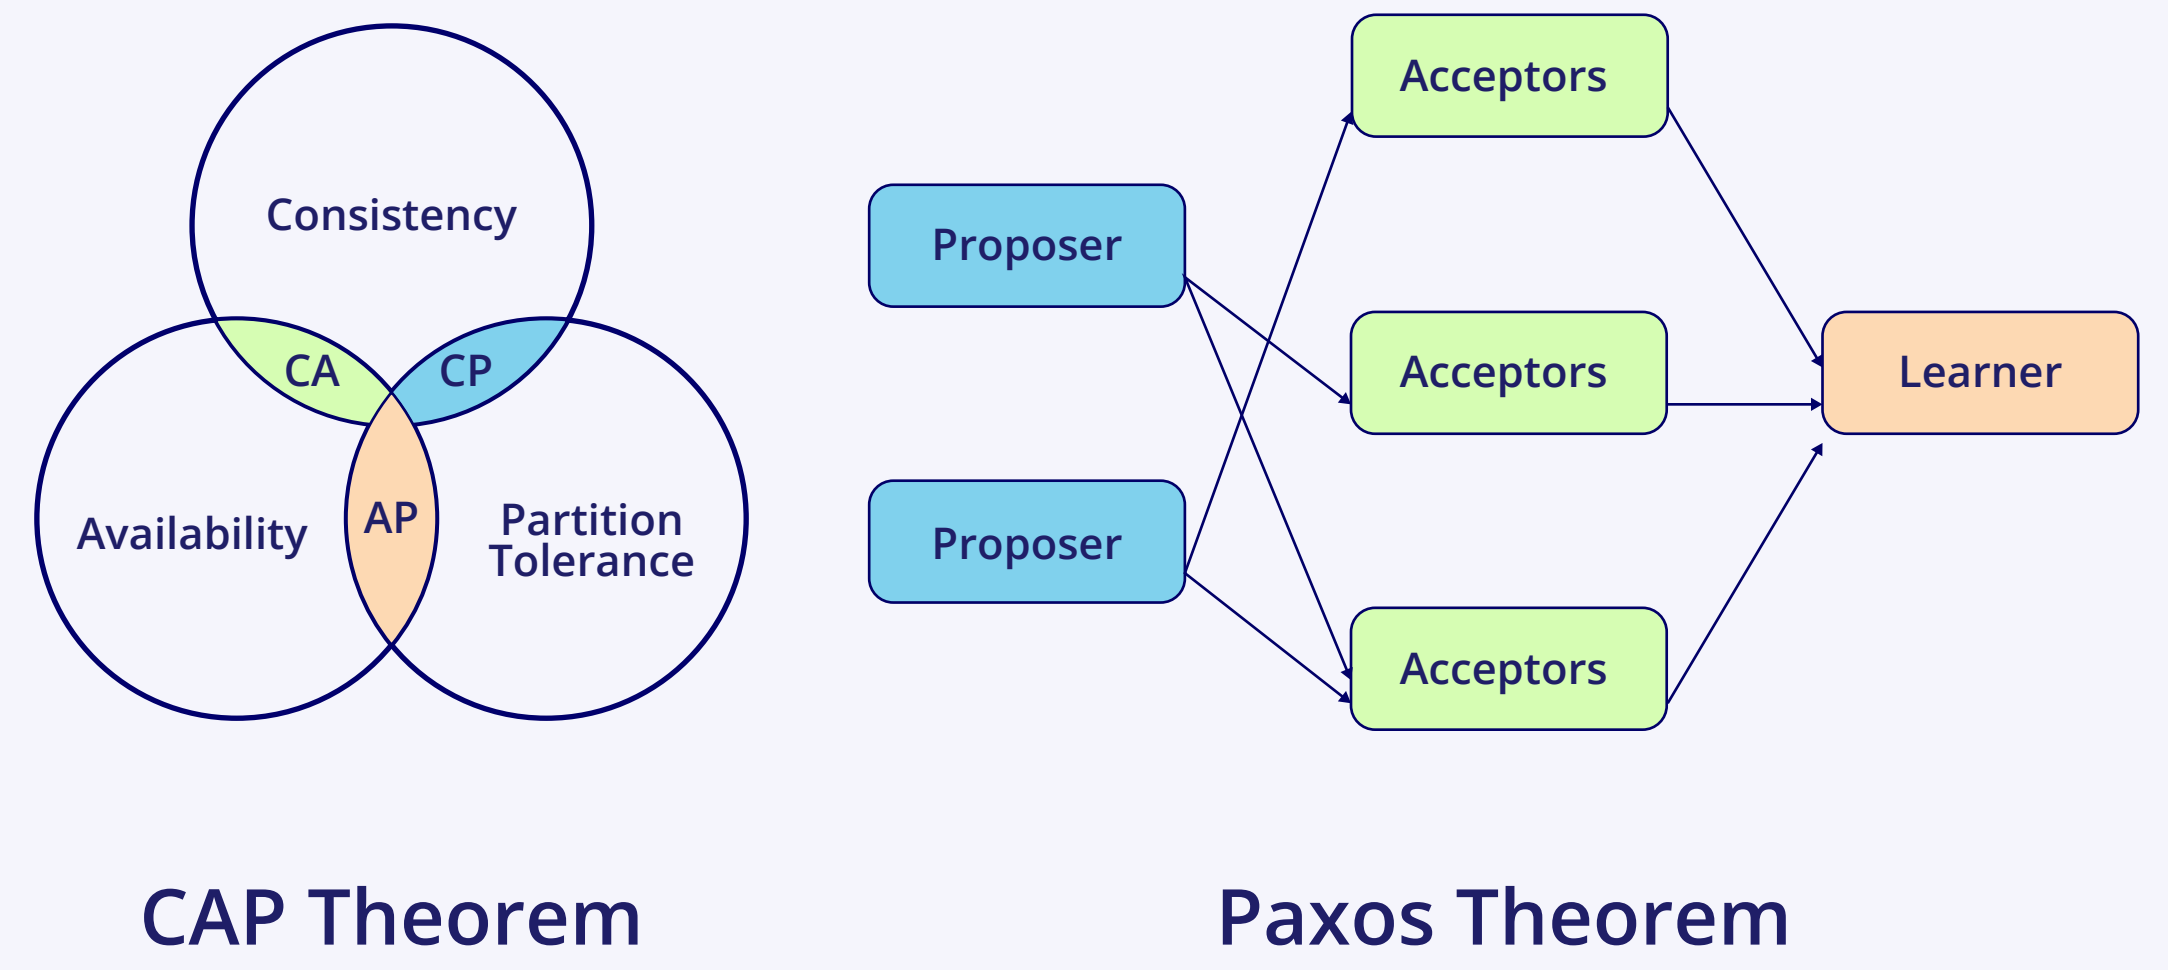 Consistency
CA
CP
Availability
AP
Partition
Tolerance
CAP Theorem
Proposer
Proposer
Acceptors
Acceptors
Acceptors
Learner
Paxos Theorem